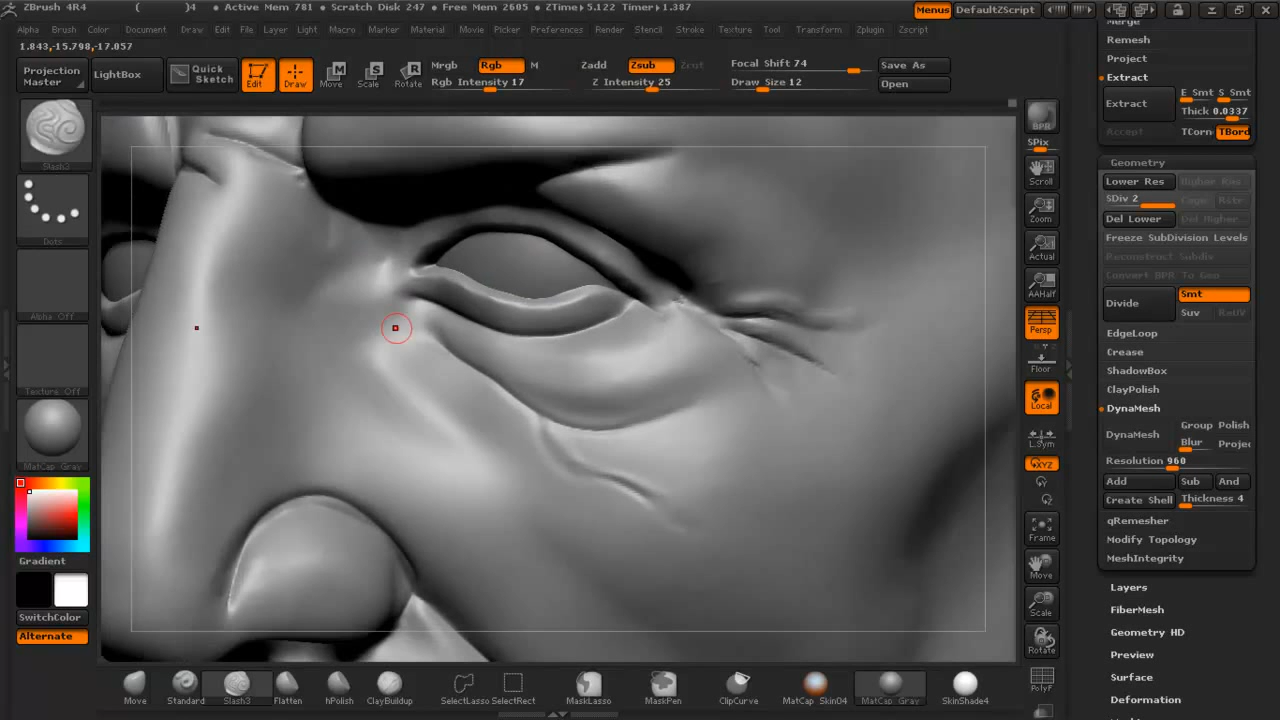 ZBrush 4R4 ( )4 • Active Mem 781 • Scratch Disk 247 • Free Mem 2605 • ZTime▸5.122 Timer▸1.387 Menus DefaultZScript
Alpha Brush Color Document Draw Edit File Layer Light Macro Marker Material Movie Picker Preferences Render Stencil Stroke Texture Tool Transform Zplugin Zscript
1.843,-15.798,-17.057
Projection Master
LightBox
Quick Sketch
Edit
Draw
Move
Scale
Rotate
Mrgb Rgb M
Rgb Intensity 17
Zadd Zsub Zcut
Z Intensity 25
Focal Shift 74
Draw Size 12
Save As
Open
Slash3
Dots
Alpha Off
Texture Off
MatCap Gray
Gradient
SwitchColor
Alternate
BPR
SPix
Scroll
Zoom
Actual
AAHalf
Persp
Floor
Local
L.Sym
XYZ
Frame
Move
Scale
Rotate
PolyF
Merge
Remesh
Project
Extract
Extract
E Smt S Smt
Thick 0.0337
Accept TCorn TBord
Geometry
Lower Res Higher Res
SDiv 2 Cage Rstr
Del Lower Del Higher
Freeze SubDivision Levels
Reconstruct Subdiv
Convert BPR To Geo
Divide
Smt
Suv ReUV
EdgeLoop
Crease
ShadowBox
ClayPolish
DynaMesh
DynaMesh
Group Polish
Blur Projec
Resolution 960
Add Sub And
Create Shell Thickness 4
qRemesher
Modify Topology
MeshIntegrity
Layers
FiberMesh
Geometry HD
Preview
Surface
Deformation
Move Standard Slash3 Flatten hPolish ClayBuildup SelectLasso SelectRect MaskLasso MaskPen ClipCurve MatCap Skin04 MatCap Gray SkinShade4